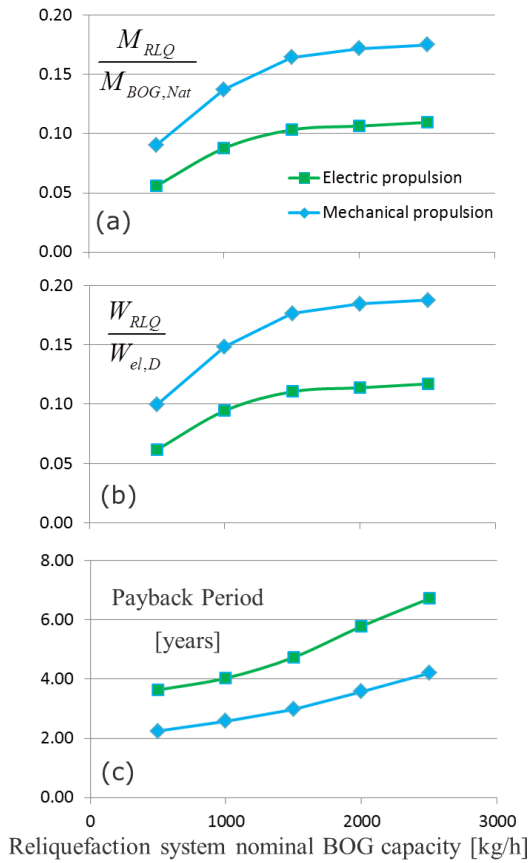 0.20
M_RLQ
M_BOG,Nat
0.15
0.10
Electric propulsion
0.05
Mechanical propulsion
(a)
0.00
0.20
W_RLQ
W_el,D
0.15
0.10
0.05
(b)
0.00
8.00
Payback Period
[years]
6.00
4.00
2.00
(c)
0.00
0 1000 2000 3000
Reliquefaction system nominal BOG capacity [kg/h]